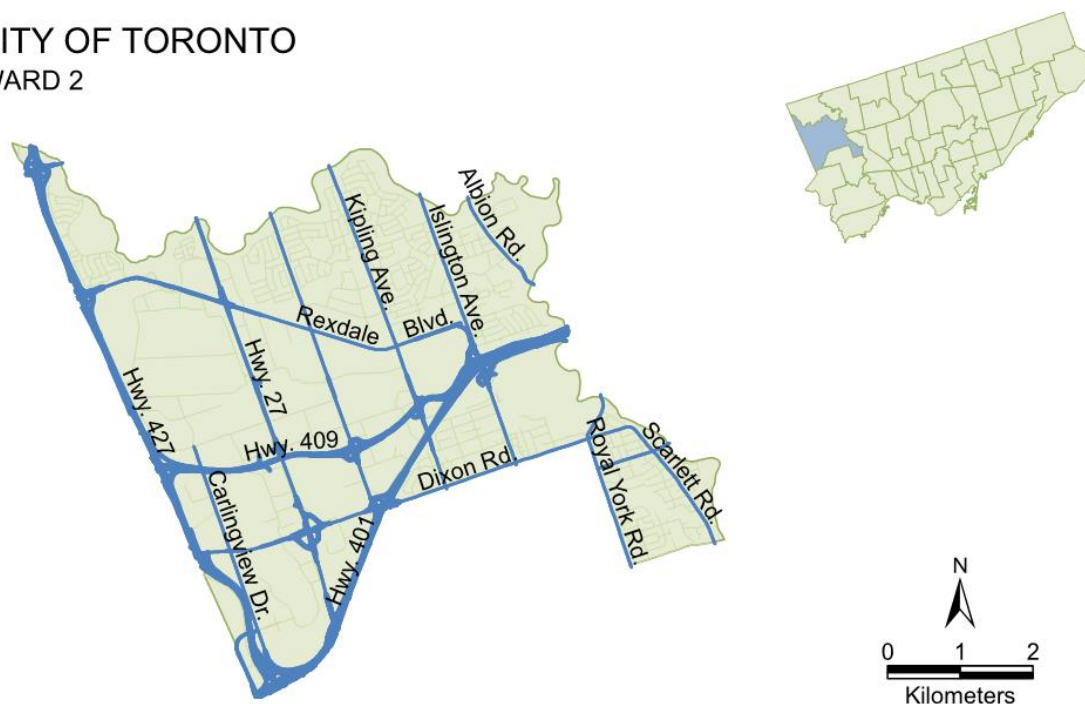 ITY OF TORONTO
WARD 2
Albion Rd.
Kipling Ave.
Islington Ave.
Rexdale Blvd.
Hwy. 27
Hwy. 427
Hwy. 409
Dixon Rd.
Royal York Rd.
Scarlett Rd.
Carlingview Dr.
Hwy. 401
N
0 1 2
Kilometers